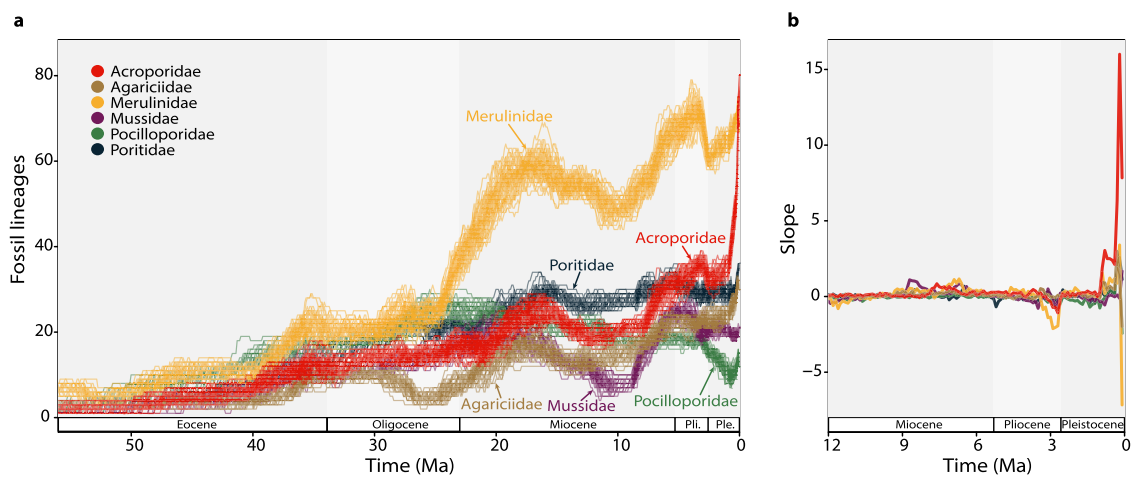 a
Fossil lineages
80
60
40
20
0
Acroporidae
Agariciidae
Merulinidae
Mussidae
Pocilloporidae
Poritidae
Merulinidae
Acroporidae
Poritidae
Agariciidae
Mussidae
Pocilloporidae
Eocene Oligocene Miocene Pli. Ple.
50 40 30 20 10 0
Time (Ma)
b
Slope
15
10
5
0
−5
Miocene Pliocene Pleistocene
12 9 6 3 0
Time (Ma)